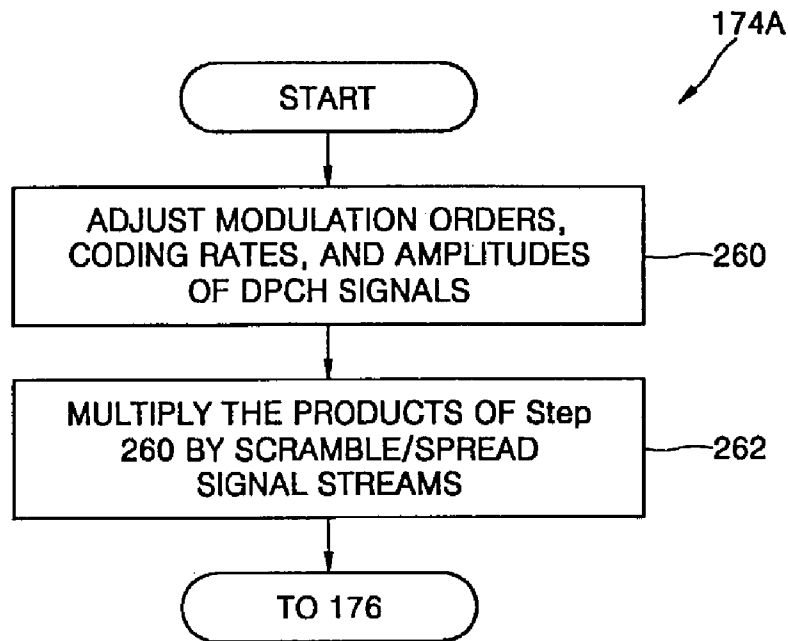 174A
START
ADJUST MODULATION ORDERS,
CODING RATES, AND AMPLITUDES
OF DPCH SIGNALS
260
MULTIPLY THE PRODUCTS OF Step
260 BY SCRAMBLE/SPREAD
SIGNAL STREAMS
262
TO 176